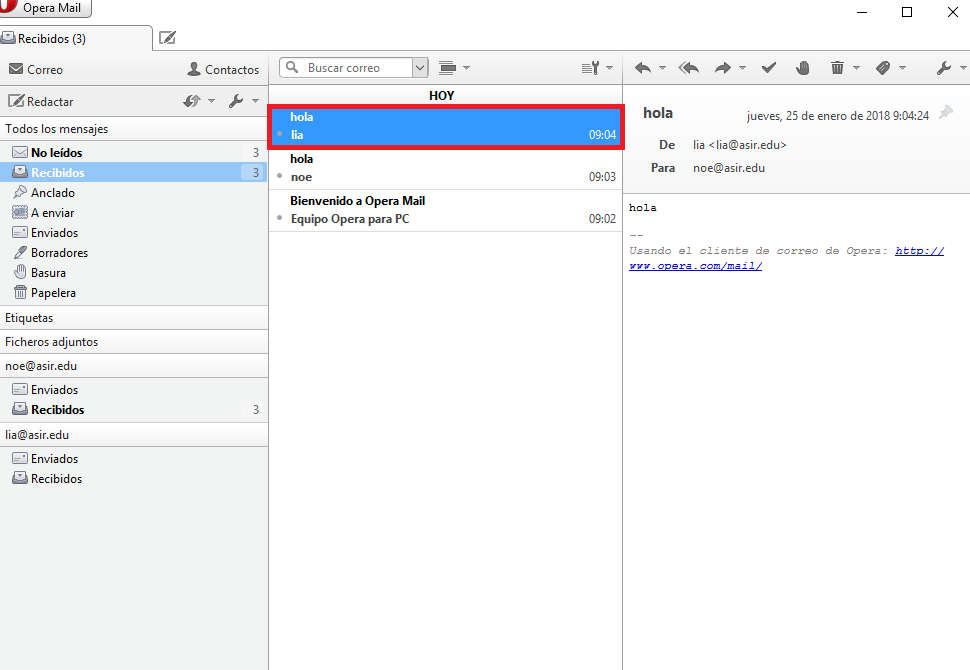 Opera Mail
Recibidos (3)
Correo
Contactos
Redactar
Todos los mensajes
No leídos 3
Recibidos 3
Anclado
A enviar
Enviados
Borradores
Basura
Papelera
Etiquetas
Ficheros adjuntos
noe@asir.edu
Enviados
Recibidos 3
lia@asir.edu
Enviados
Recibidos
Buscar correo
HOY
hola
lia 09:04
hola
noe 09:03
Bienvenido a Opera Mail
Equipo Opera para PC 09:02
hola jueves, 25 de enero de 2018 9:04:24
De lia <lia@asir.edu>
Para noe@asir.edu
hola
--
Usando el cliente de correo de Opera: http://
www.opera.com/mail/